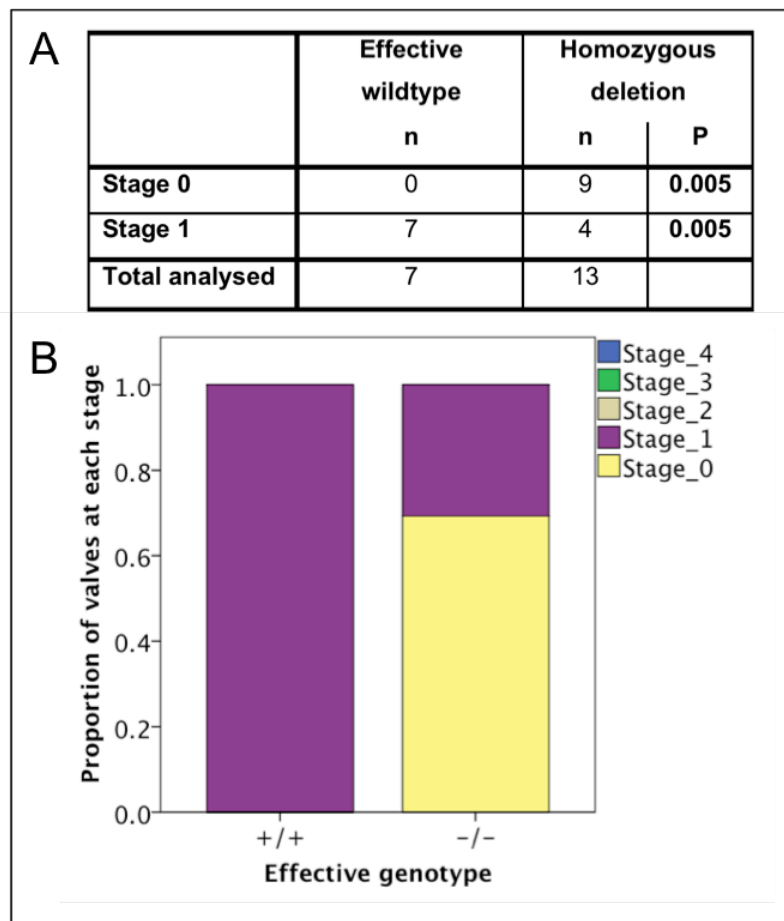 A
Effective wildtype n
Homozygous deletion
n P
Stage 0 0 9 0.005
Stage 1 7 4 0.005
Total analysed 7 13
B
Stage_4
Stage_3
Stage_2
Stage_1
Stage_0
Proportion of valves at each stage
1.0
0.8
0.6
0.4
0.2
0.0
+/+ -/-
Effective genotype